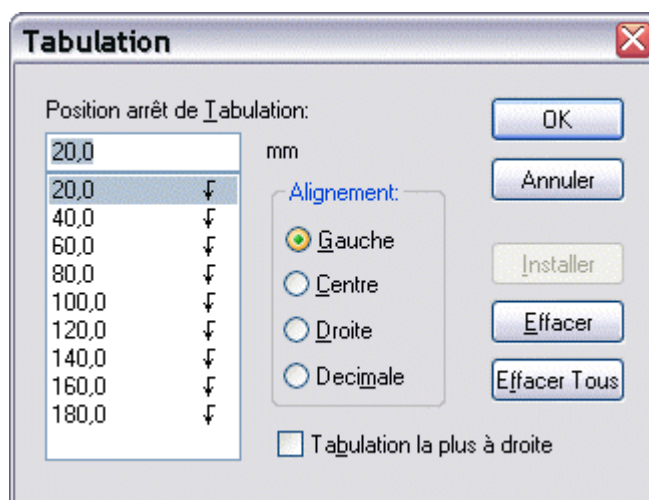 Tabulation
Position arrêt de Tabulation:
20,0
mm
20,0
40,0
60,0
80,0
100,0
120,0
140,0
160,0
180,0
Alignement:
Gauche
Centre
Droite
Decimale
Tabulation la plus à droite
OK
Annuler
Installer
Effacer
Effacer Tous